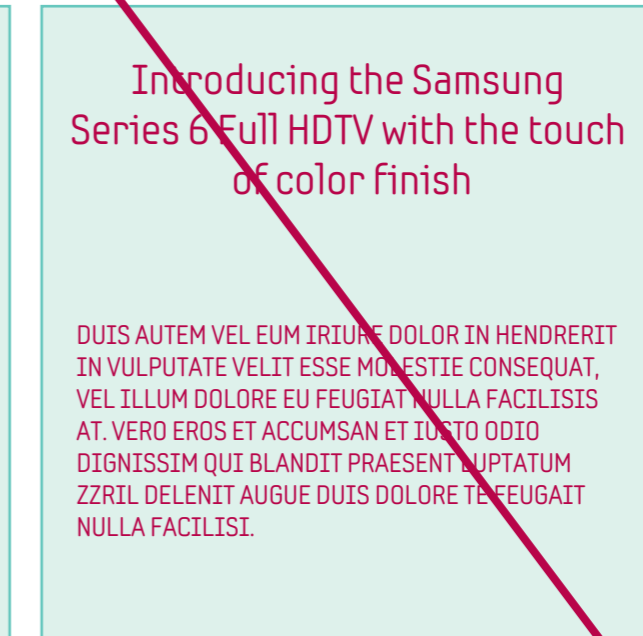 Introducing the Samsung
Series 6 Full HDTV with the touch
of color finish
DUIS AUTEM VEL EUM IRIURE DOLOR IN HENDRERIT
IN VULPUTATE VELIT ESSE MOLESTIE CONSEQUAT,
VEL ILLUM DOLORE EU FEUGIAT NULLA FACILISIS
AT. VERO EROS ET ACCUMSAN ET IUSTO ODIO
DIGNISSIM QUI BLANDIT PRAESENT LUPTATUM
ZZRIL DELENIT AUGUE DUIS DOLORE TE FEUGAIT
NULLA FACILISI.